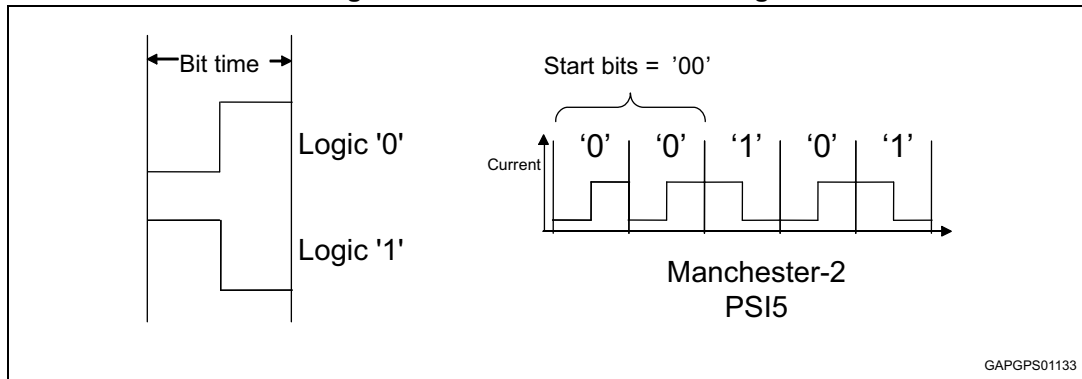 Bit time
Logic '0'
Logic '1'
Start bits = ’00’
‘0’ ‘0’ ‘1’ ‘0’ ‘1’
Current
Manchester-2
PSI5
GAPGPS01133